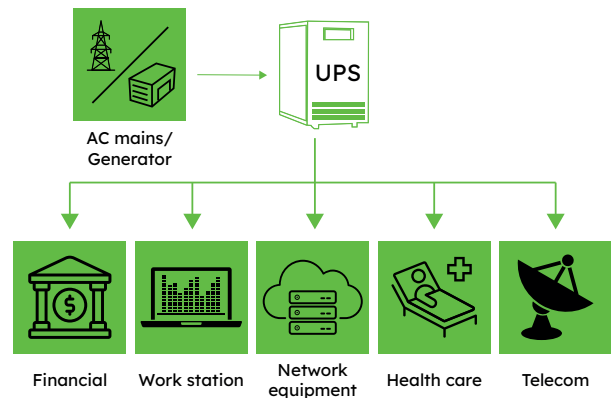 UPS
AC mains/
Generator
$
Financial
Work station
Network
equipment
Health care
Telecom